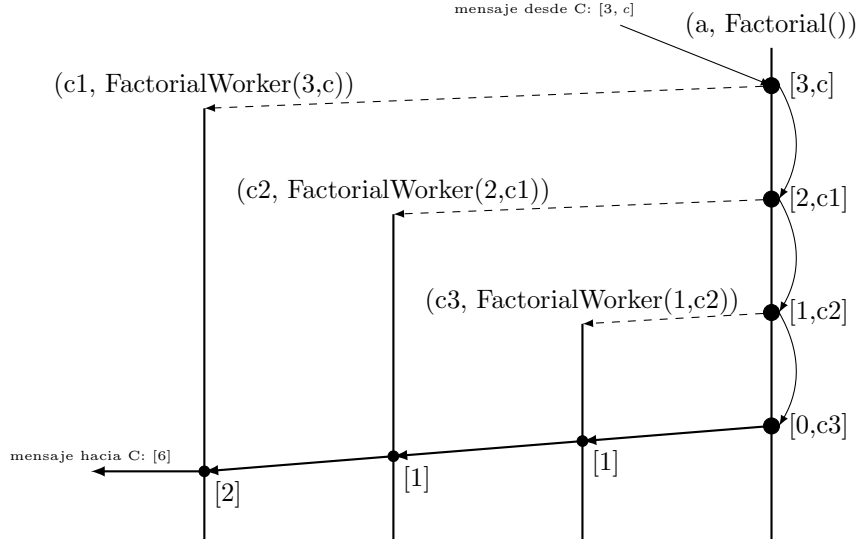 mensaje desde C: [3, c]
(a, Factorial())
(c1, FactorialWorker(3,c))
[3,c]
(c2, FactorialWorker(2,c1))
[2,c1]
(c3, FactorialWorker(1,c2))
[1,c2]
[0,c3]
mensaje hacia C: [6]
[1]
[1]
[2]